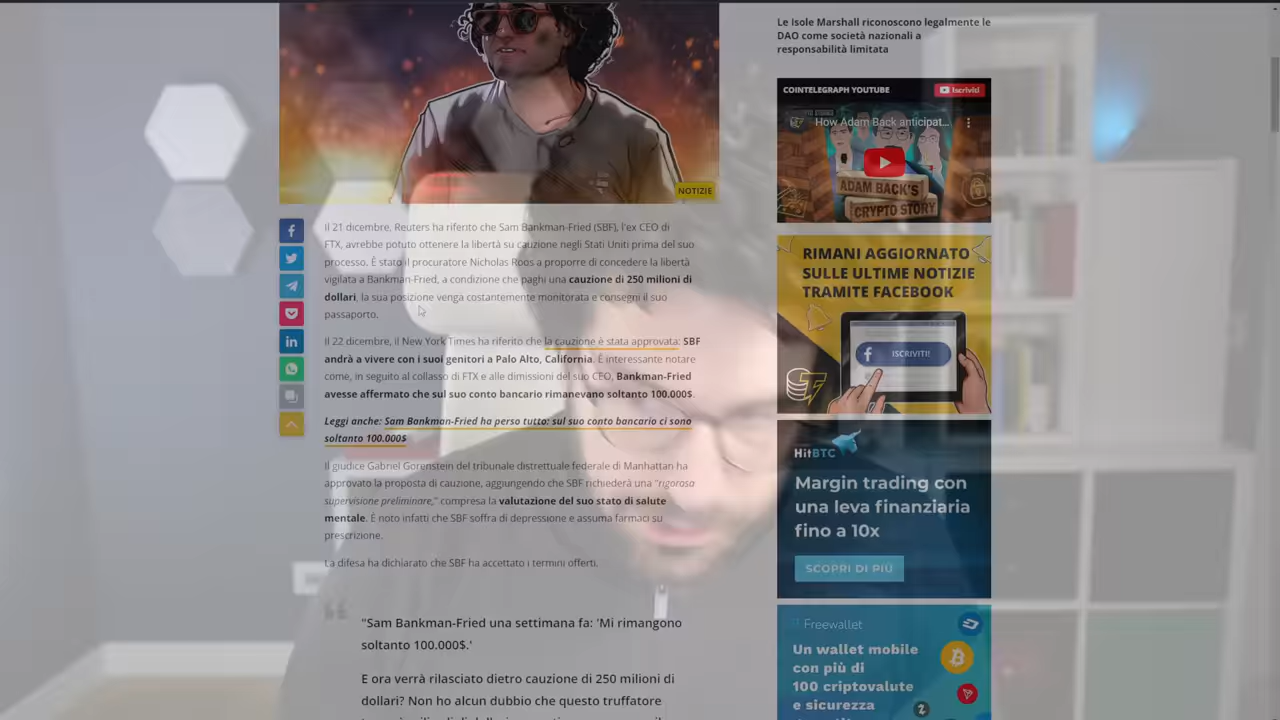 NOTIZIE
Il 21 dicembre, Reuters ha riferito che Sam Bankman-Fried (SBF), l'ex CEO di
FTX, avrebbe potuto ottenere la libertà su cauzione negli Stati Uniti prima del suo
processo. È stato il procuratore Nicholas Roos a proporre di concedere la libertà
vigilata a Bankman-Fried, a condizione che paghi una cauzione di 250 milioni di
dollari, la sua posizione venga costantemente monitorata e consegni il suo
passaporto.
Il 22 dicembre, il New York Times ha riferito che la cauzione è stata approvata: SBF
andrà a vivere con i suoi genitori a Palo Alto, California. È interessante notare
come, in seguito al collasso di FTX e alle dimissioni del suo CEO, Bankman-Fried
avesse affermato che sul suo conto bancario rimanevano soltanto 100.000$.
Leggi anche: Sam Bankman-Fried ha perso tutto: sul suo conto bancario ci sono
soltanto 100.000$
Il giudice Gabriel Gorenstein del tribunale distrettuale federale di Manhattan ha
approvato la proposta di cauzione, aggiungendo che SBF richiederà una "rigorosa
supervisione preliminare," compresa la valutazione del suo stato di salute
mentale. È noto infatti che SBF soffra di depressione e assuma farmaci su
prescrizione.
La difesa ha dichiarato che SBF ha accettato i termini offerti.
"Sam Bankman-Fried una settimana fa: 'Mi rimangono
soltanto 100.000$.'
E ora verrà rilasciato dietro cauzione di 250 milioni di
dollari? Non ho alcun dubbio che questo truffatore
Le Isole Marshall riconoscono legalmente le
DAO come società nazionali a
responsabilità limitata
COINTELEGRAPH YOUTUBE
Iscriviti
How Adam Back anticipat...
ADAM BACK'S
CRYPTO STORY
RIMANI AGGIORNATO
SULLE ULTIME NOTIZIE
TRAMITE FACEBOOK
ISCRIVITI!
HitBTC
Margin trading con
una leva finanziaria
fino a 10x
SCOPRI DI PIÙ
Freewallet
Un wallet mobile
con più di
100 criptovalute
e sicurezza